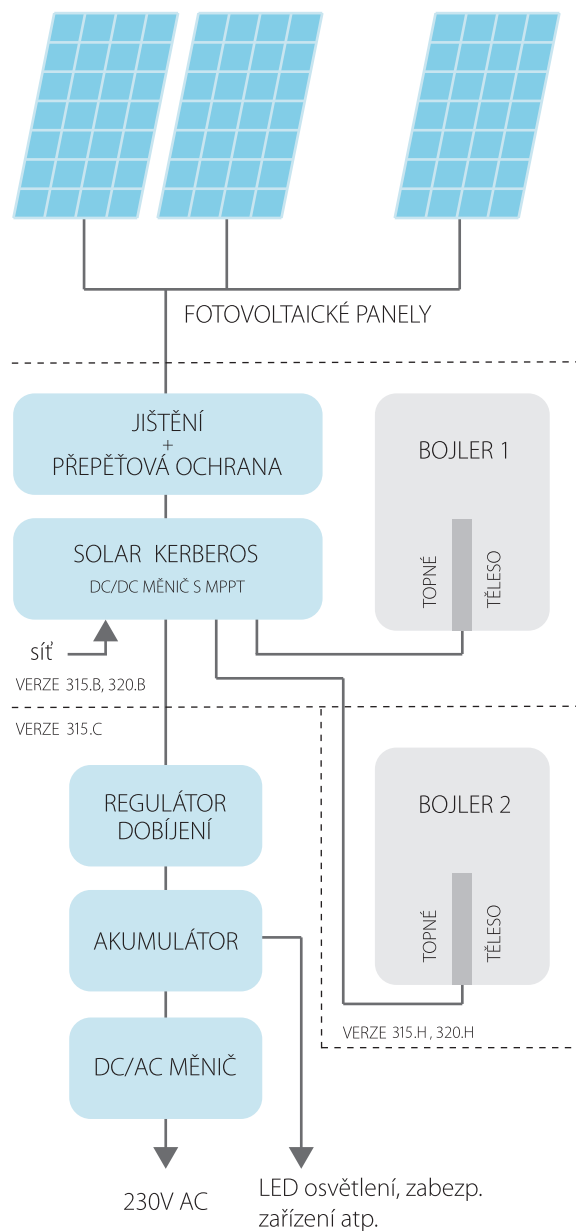 FOTOVOLTAICKÉ PANELY
JIŠTĚNÍ
+
PŘEPĚŤOVÁ OCHRANA
BOJLER 1
TOPNÉ
TĚLESO
SOLAR KERBEROS
DC/DC MĚNIČ S MPPT
síť
VERZE 315.B, 320.B
VERZE 315.C
REGULÁTOR
DOBÍJENÍ
BOJLER 2
TOPNÉ
TĚLESO
AKUMULÁTOR
VERZE 315.H, 320.H
DC/AC MĚNIČ
230V AC
LED osvětlení, zabezp.
zařízení atp.